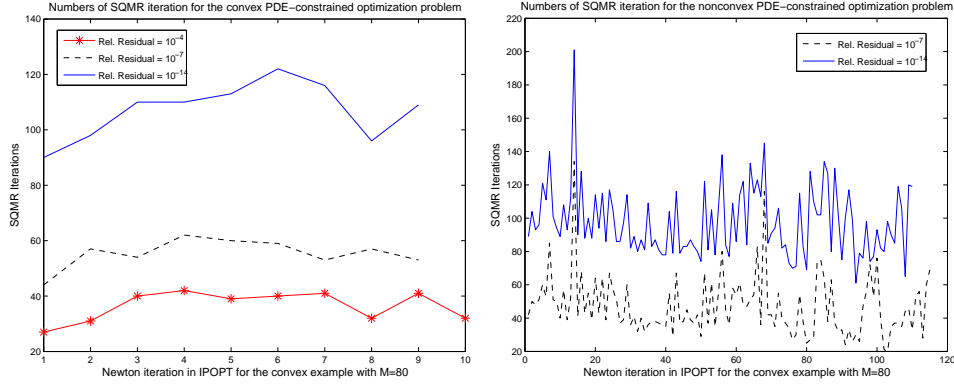 Numbers of SQMR iteration for the convex PDE−constrained optimization problem
140
120
100
80
60
40
20
SQMR Iterations
Rel. Residual = 10−4
Rel. Residual = 10−7
Rel. Residual = 10−14
1 2 3 4 5 6 7 8 9 10
Newton iteration in IPOPT for the convex example with M=80
Numbers of SQMR iteration for the nonconvex PDE−constrained optimization problem
220
200
180
160
140
120
100
80
60
40
20
SQMR Iterations
Rel. Residual = 10−7
Rel. Residual = 10−14
0 20 40 60 80 100 120
Newton iteration in IPOPT for the convex example with M=80